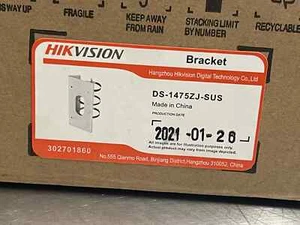 KEEP AWAY
FROM RAIN
STACKING LIMIT
BY NUMBER
RECYCLABLE
HIKVISION
Bracket
Hangzhou Hikvision Digital Technology Co., Ltd
DS-1475ZJ-SUS
Made in China
PRODUCTION DATE
2021-01-26
All images are for illustration purposes only.
Actual product may vary from image depicted.
302701860
No.555 Qianmo Road, Binjiang District, Hangzhou 310052, China